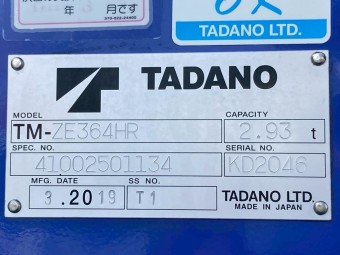 年 月です
TADANO LTD.
TADANO
MODEL CAPACITY
TM-ZE364HR 2.93 t
SPEC. NO. SERIAL NO.
41002501134 KD2046
MFG. DATE SS NO.
3.2019 T1 TADANO LTD.
MADE IN JAPAN